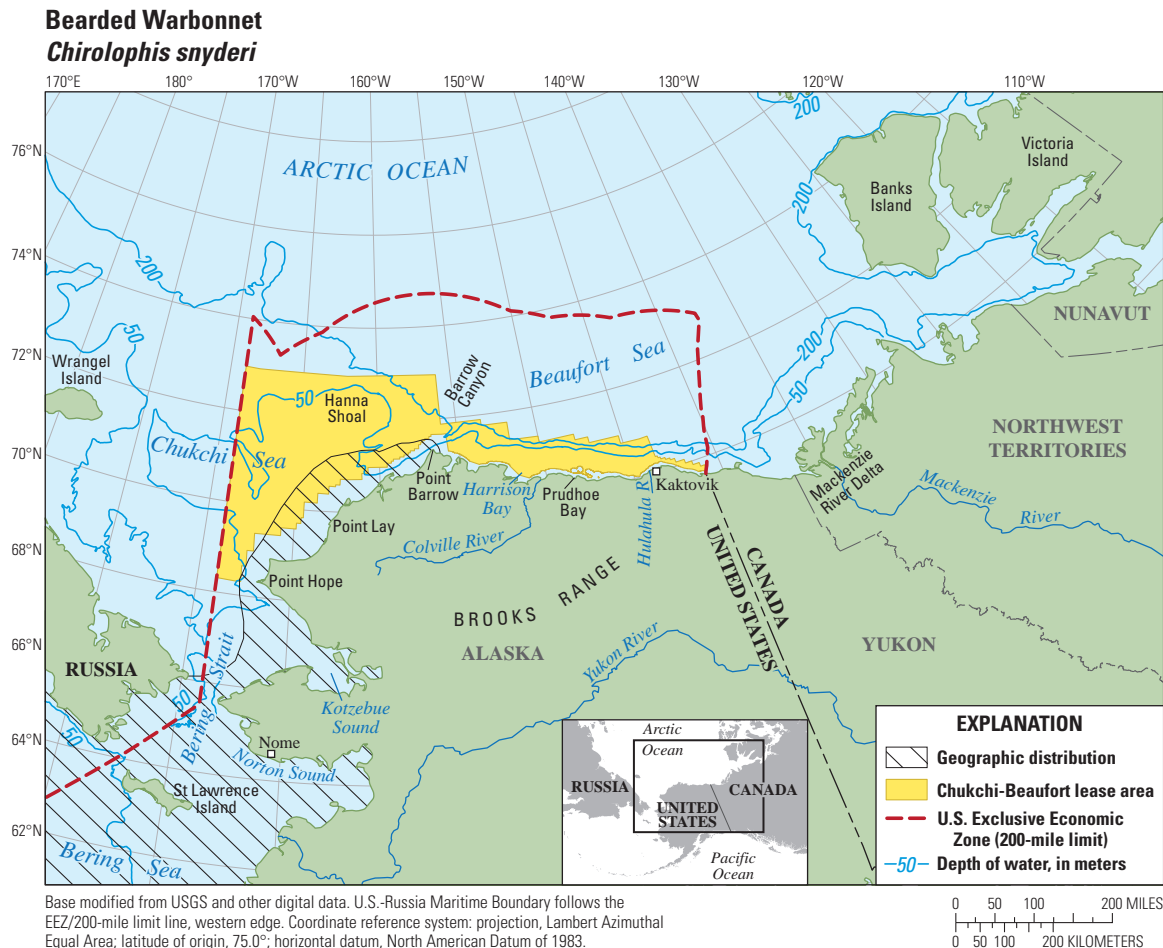 Bearded Warbonnet
Chirolophis snyderi
170°E
180°
170°W
160°W
150°W
140°W
130°W
120°W
110°W
76°N
74°N
72°N
70°N
68°N
66°N
64°N
62°N
ARCTIC OCEAN
200
200
200
200
50
50
50
50
50
Victoria
Island
Banks
Island
NUNAVUT
Wrangel
Island
Beaufort Sea
Barrow
Canyon
Hanna
Shoal
Chukchi Sea
NORTHWEST
TERRITORIES
Point
Barrow
Harrison
Bay
Prudhoe
Bay
Hulahula R.
Kaktovik
Mackenzie
River Delta
Mackenzie
River
Point Lay
Colville River
Point Hope
BROOKS RANGE
CANADA
UNITED STATES
ALASKA
YUKON
Yukon River
RUSSIA
Bering Strait
Kotzebue
Sound
Nome
Norton Sound
St Lawrence
Island
Bering Sea
Arctic
Ocean
RUSSIA
CANADA
UNITED
STATES
Pacific
Ocean
EXPLANATION
Geographic distribution
Chukchi-Beaufort lease area
U.S. Exclusive Economic
Zone (200-mile limit)
50
Depth of water, in meters
Base modified from USGS and other digital data. U.S.-Russia Maritime Boundary follows the
EEZ/200-mile limit line, western edge. Coordinate reference system: projection, Lambert Azimuthal
Equal Area; latitude of origin, 75.0°; horizontal datum, North American Datum of 1983.
0 50 100 200 MILES
0 50 100 200 KILOMETERS